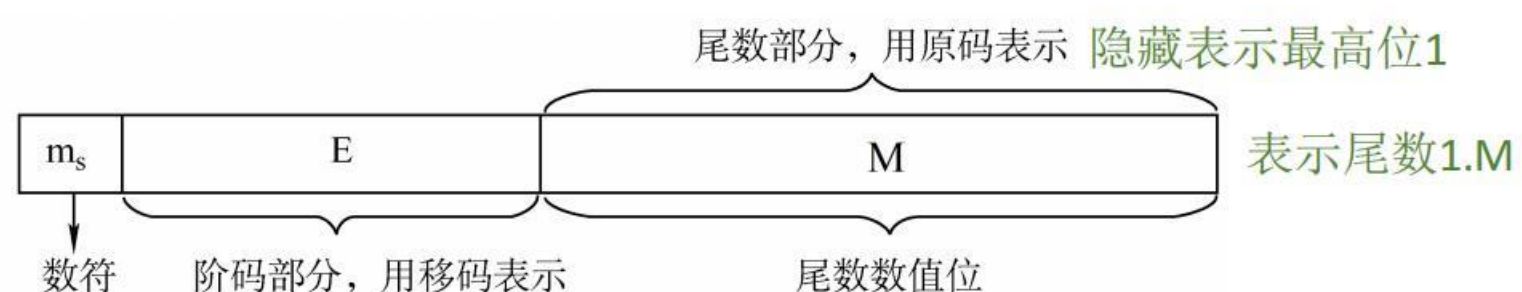 尾数部分，用原码表示 隐藏表示最高位1
mₛ E M 表示尾数1.M
数符 阶码部分，用移码表示 尾数数值位